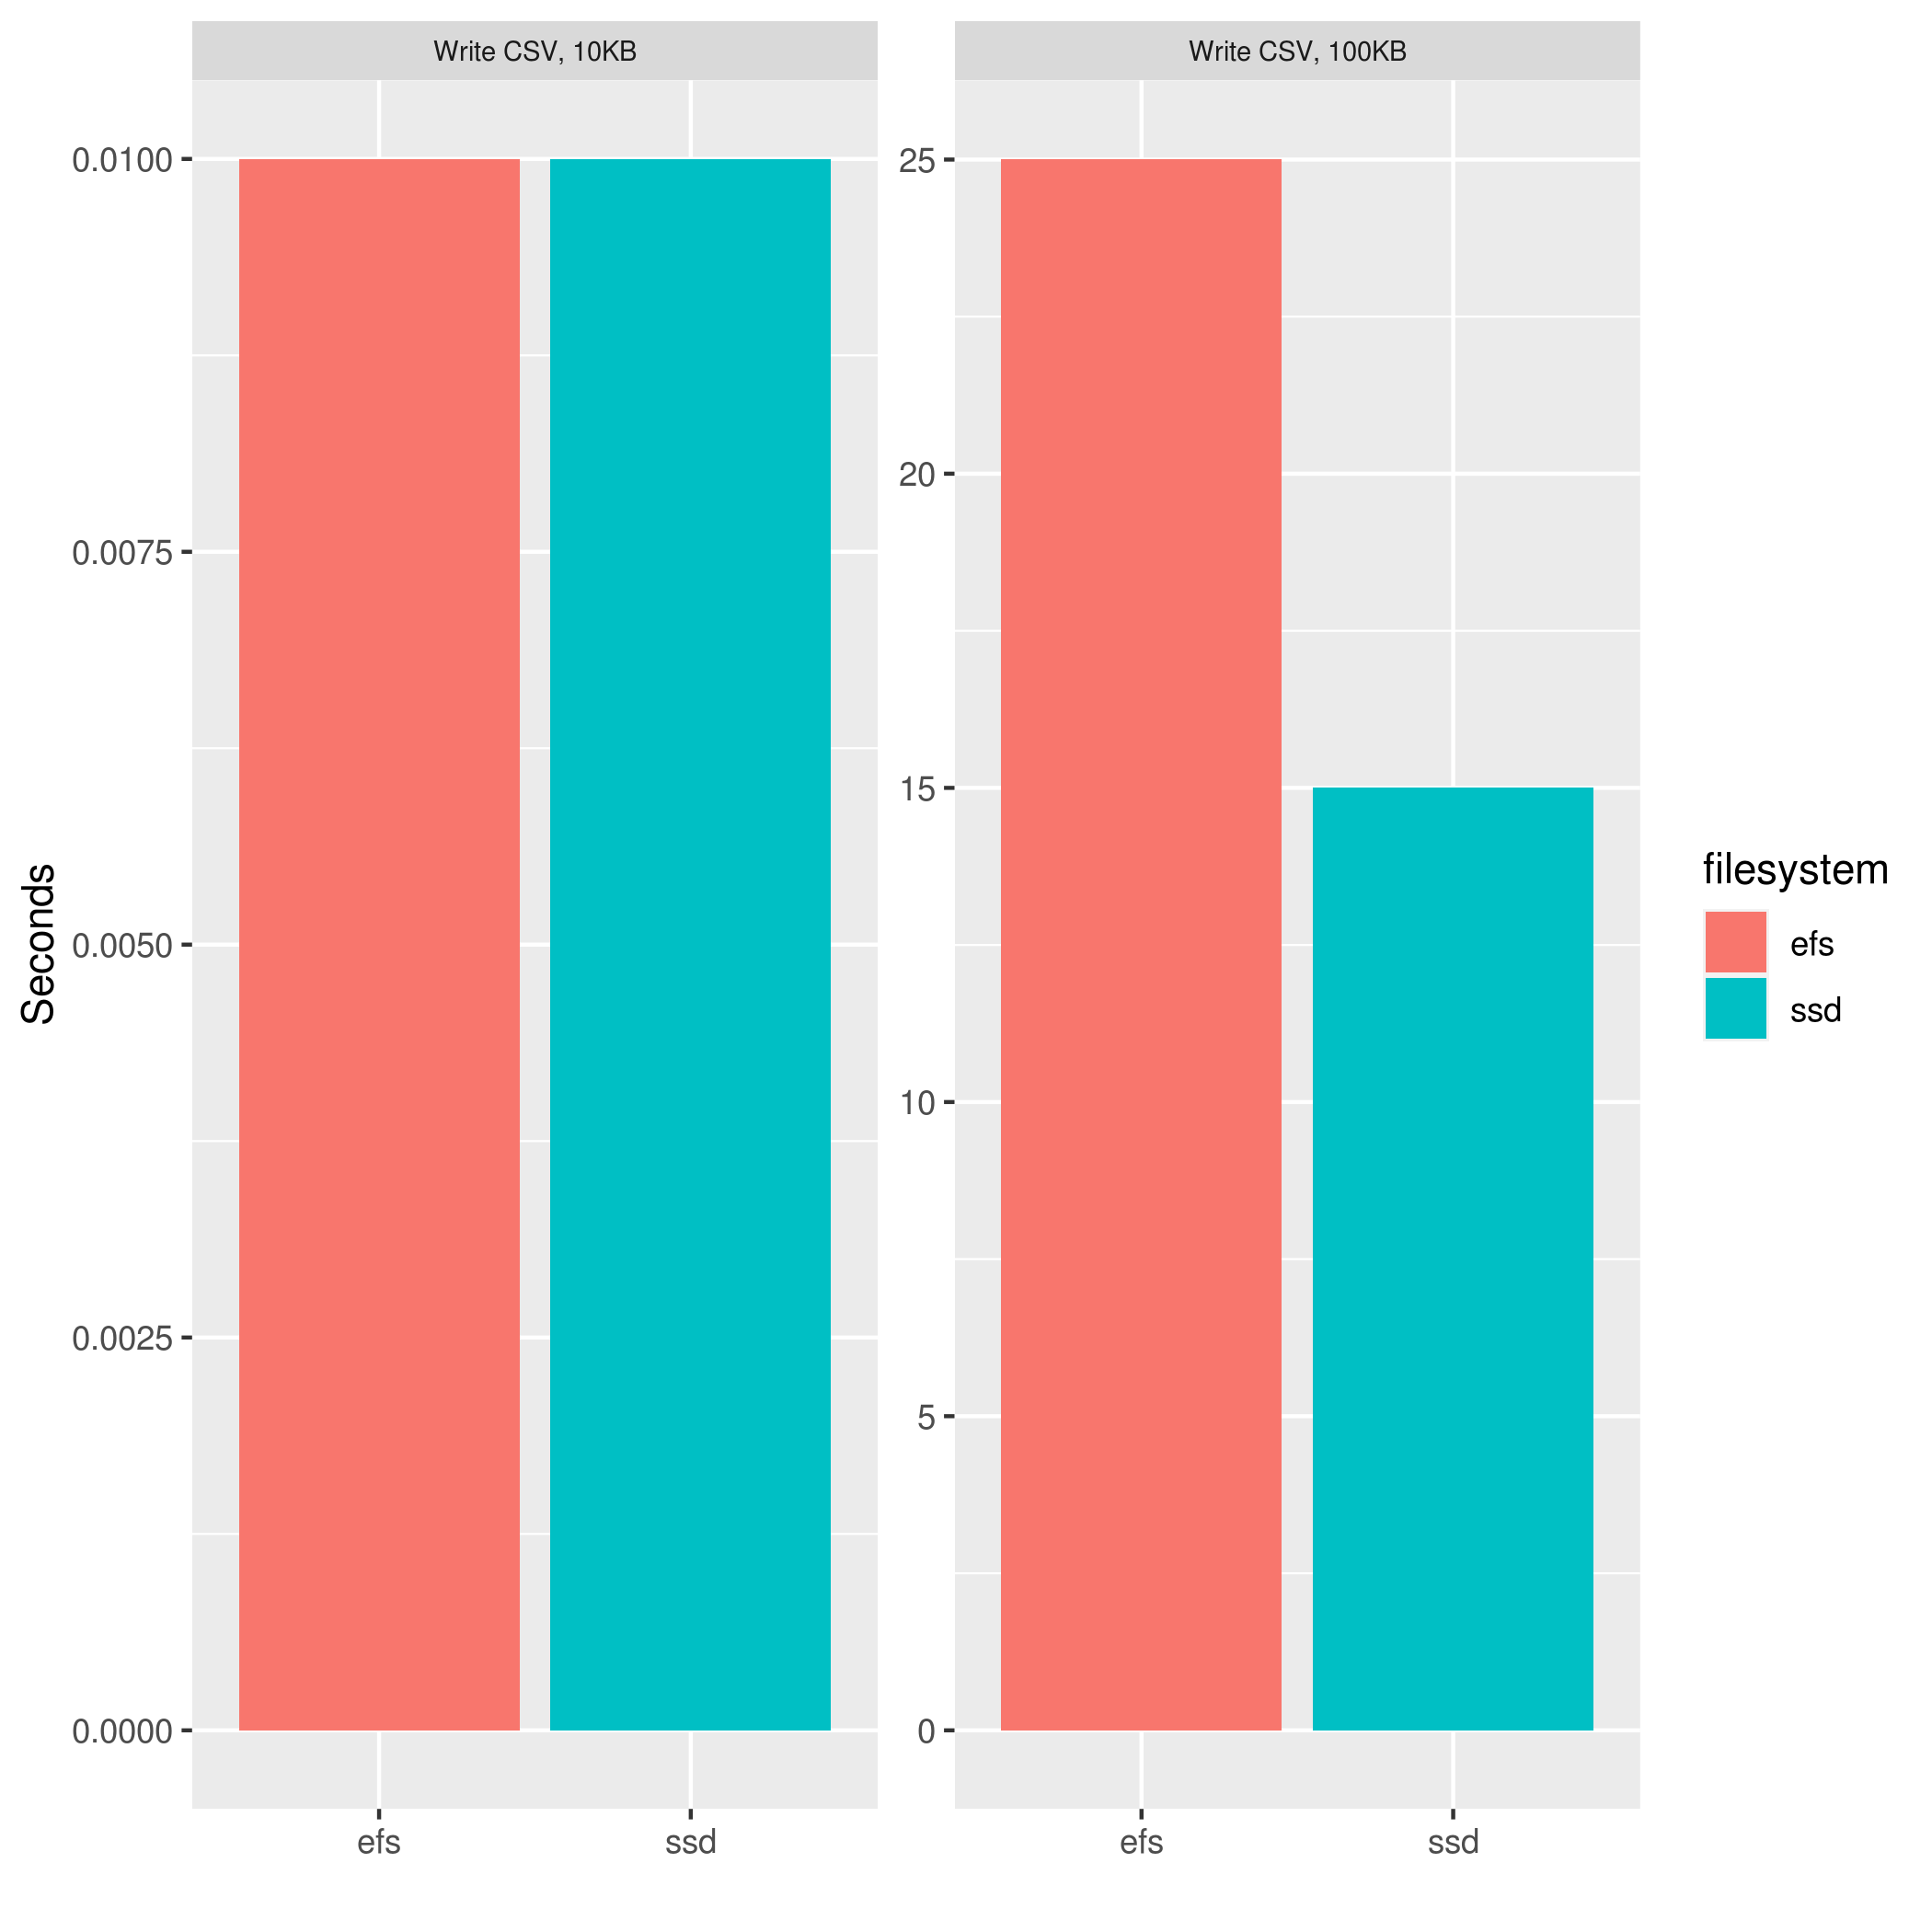 Write CSV, 10KB
Write CSV, 100KB
Seconds
0.0100
0.0075
0.0050
0.0025
0.0000
25
20
15
10
5
0
efs
ssd
efs
ssd
filesystem
efs
ssd